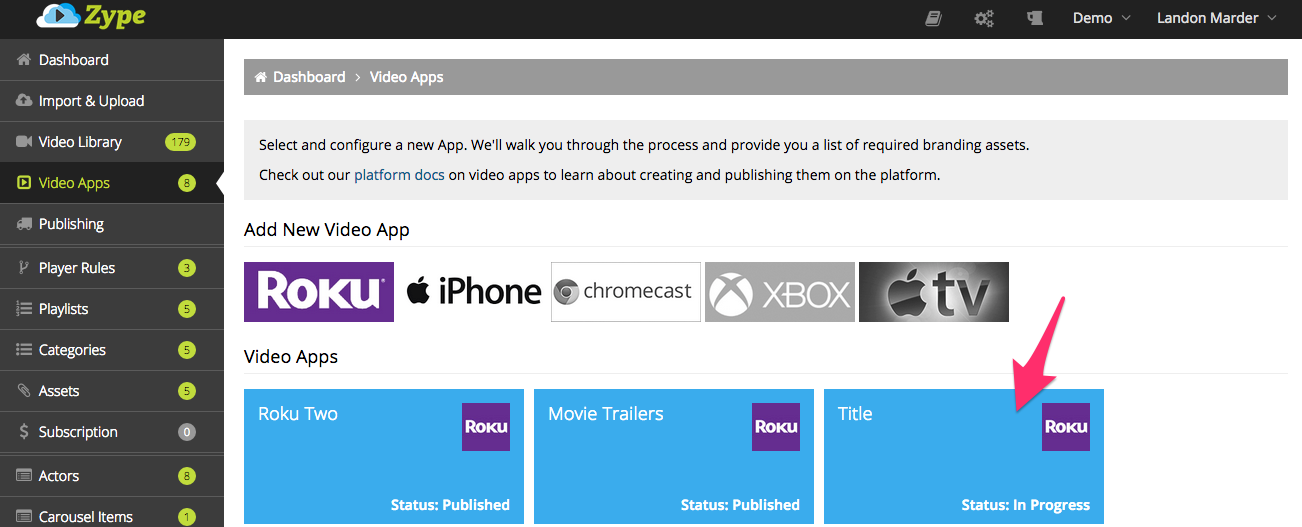 Zype
Demo
Landon Marder
Dashboard
Import & Upload
Video Library 179
Video Apps 8
Publishing
Player Rules 3
Playlists 5
Categories 5
Assets 5
Subscription 0
Actors 8
Carousel Items 1
Dashboard > Video Apps
Select and configure a new App. We'll walk you through the process and provide you a list of required branding assets.
Check out our platform docs on video apps to learn about creating and publishing them on the platform.
Add New Video App
ROKU
iPhone
chromecast
XBOX
tv
Video Apps
Roku Two
ROKU
Status: Published
Movie Trailers
ROKU
Status: Published
Title
ROKU
Status: In Progress